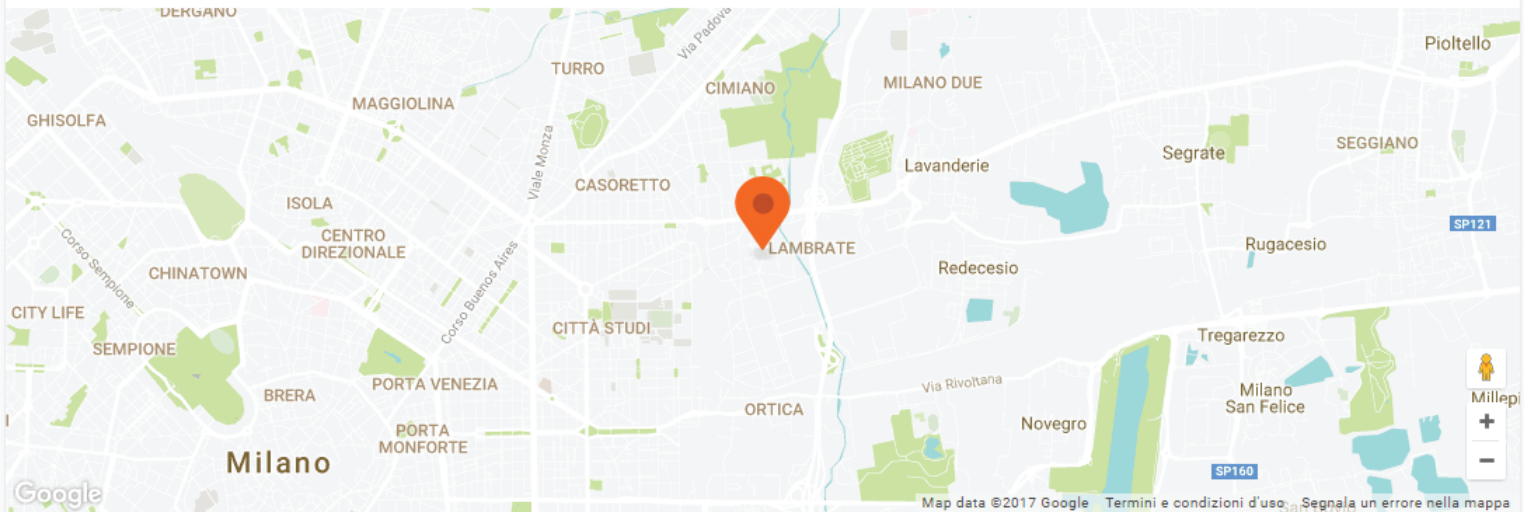 DERGANO
Via Padova
Pioltello
TURRO
CIMIANO
MILANO DUE
MAGGIOLINA
GHISOLFA
SEGGIANO
Viale Monza
Segrate
Lavanderie
CASORETTO
ISOLA
SP121
CENTRO
DIREZIONALE
LAMBRATE
Rugacesio
Corso Sempione
CHINATOWN
Redecesio
Corso Buenos Aires
CITY LIFE
CITTÀ STUDI
Tregarezzo
SEMPIONE
PORTA VENEZIA
Via Rivoltana
BRERA
Milano
San Felice
Millepi
ORTICA
Novegro
PORTA
MONFORTE
Milano
SP160
Google
Map data ©2017 Google Termini e condizioni d'uso Segnala un errore nella mappa